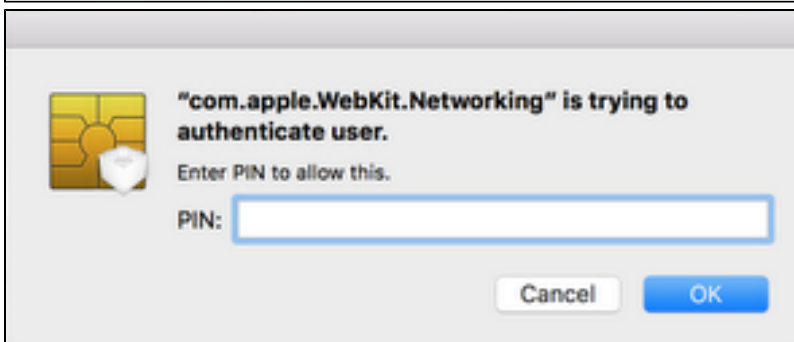 "com.apple.WebKit.Networking" is trying to
authenticate user.
Enter PIN to allow this.
PIN:
Cancel OK